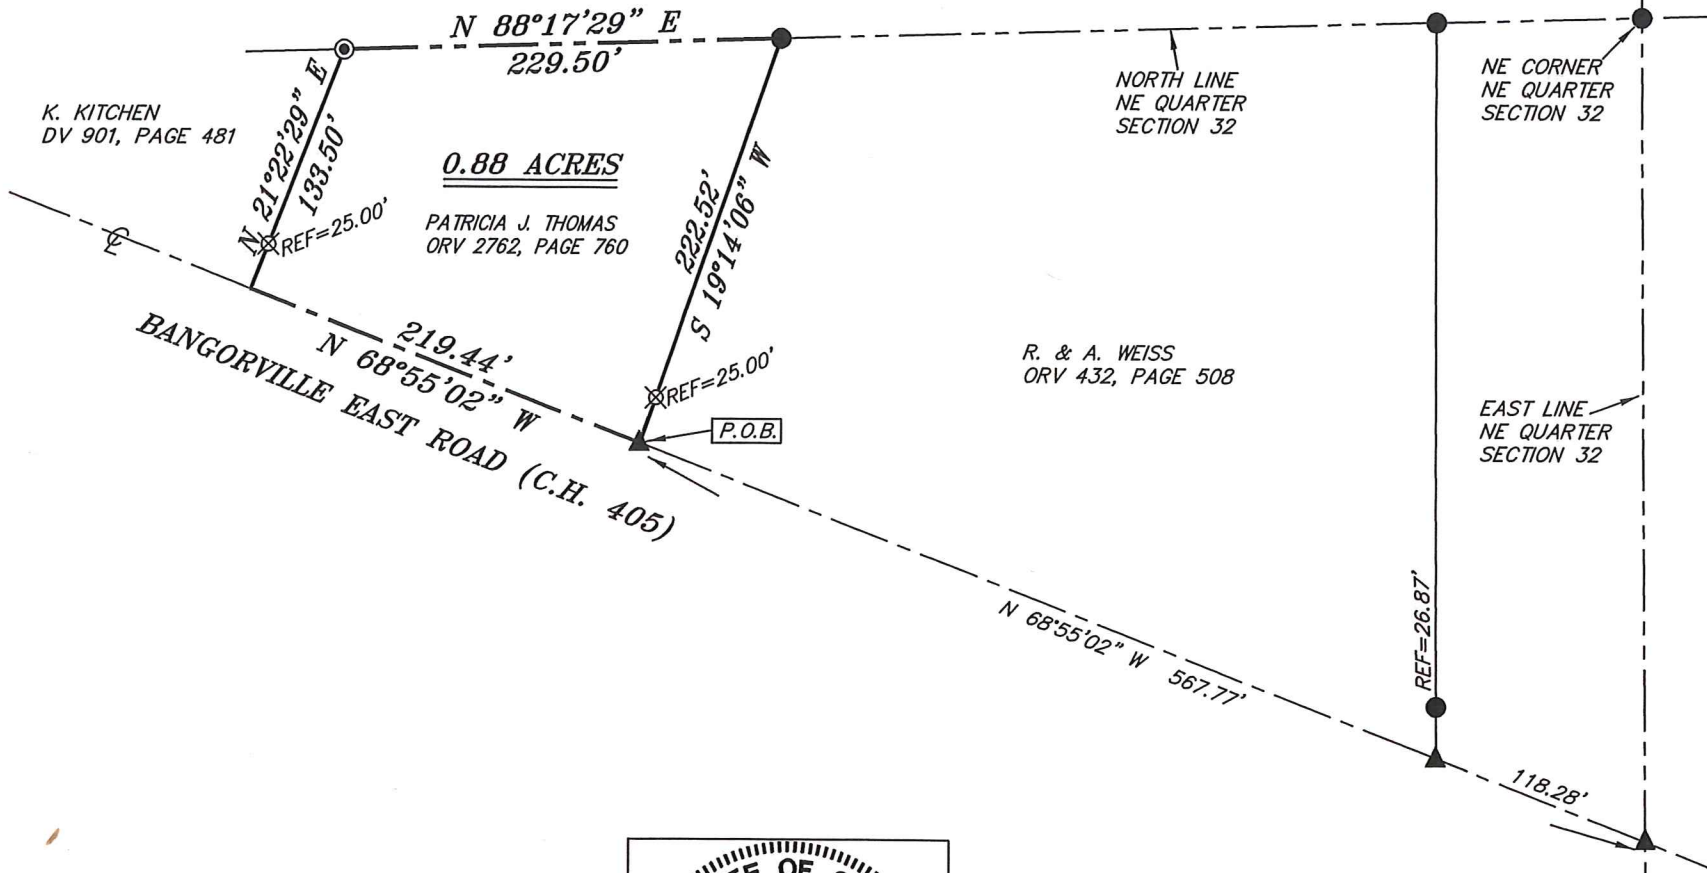 N 88°17'29" E
229.50'
NORTH LINE
NE QUARTER
SECTION 32
NE CORNER
NE QUARTER
SECTION 32
K. KITCHEN
DV 901, PAGE 481
N 21°22'29" E
133.50'
0.88 ACRES
PATRICIA J. THOMAS
ORV 2762, PAGE 760
222.52'
S 19°14'06" W
REF=25.00'
℄
219.44'
N 68°55'02" W
BANGORVILLE EAST ROAD (C.H. 405)
REF=25.00'
P.O.B.
R. & A. WEISS
ORV 432, PAGE 508
EAST LINE
NE QUARTER
SECTION 32
N 68°55'02" W 567.77'
REF=26.87'
118.28'
OF